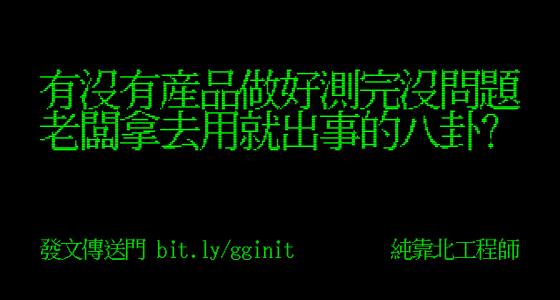 有沒有産品做好測完沒問題
老闆拿去用就出事的八卦?
發文傳送門 bit.ly/gginit
純靠北工程師